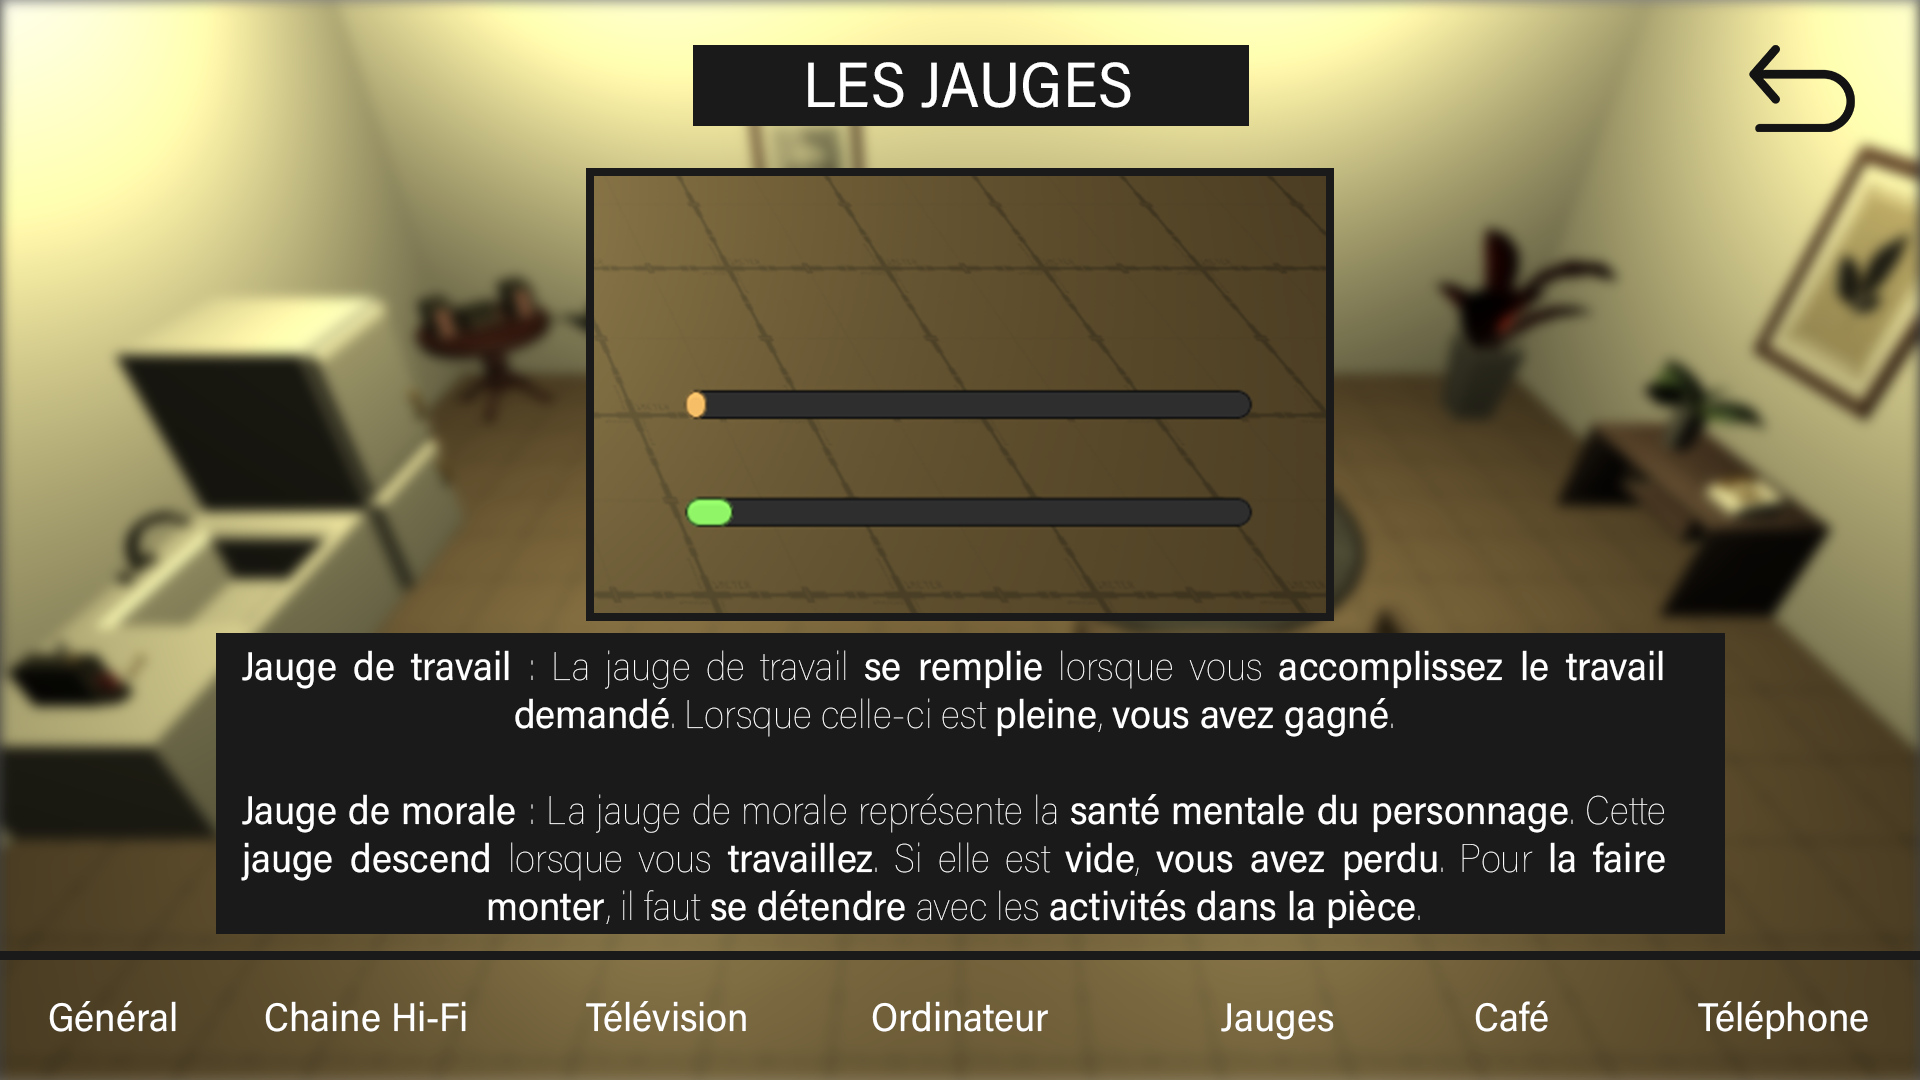 LES JAUGES
Jauge de travail : La jauge de travail se remplie lorsque vous accomplissez le travail
demandé. Lorsque celle-ci est pleine, vous avez gagné.
Jauge de morale : La jauge de morale représente la santé mentale du personnage. Cette
jauge descend lorsque vous travaillez. Si elle est vide, vous avez perdu. Pour la faire
monter, il faut se détendre avec les activités dans la pièce.
Général Chaine Hi-Fi Télévision Ordinateur Jauges Café Téléphone